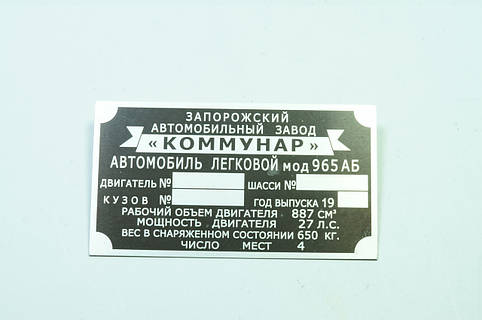 ЗАПОРОЖСКИЙ
АВТОМОБИЛЬНЫЙ ЗАВОД
«КОММУНАР»
АВТОМОБИЛЬ ЛЕГКОВОЙ мод 965 АБ
ДВИГАТЕЛЬ № ШАССИ №
КУЗОВ № ГОД ВЫПУСКА 19
РАБОЧИЙ ОБЪЕМ ДВИГАТЕЛЯ 887 СМ³
МОЩНОСТЬ ДВИГАТЕЛЯ 27 Л.С.
ВЕС В СНАРЯЖЕННОМ СОСТОЯНИИ 650 КГ.
ЧИСЛО МЕСТ 4